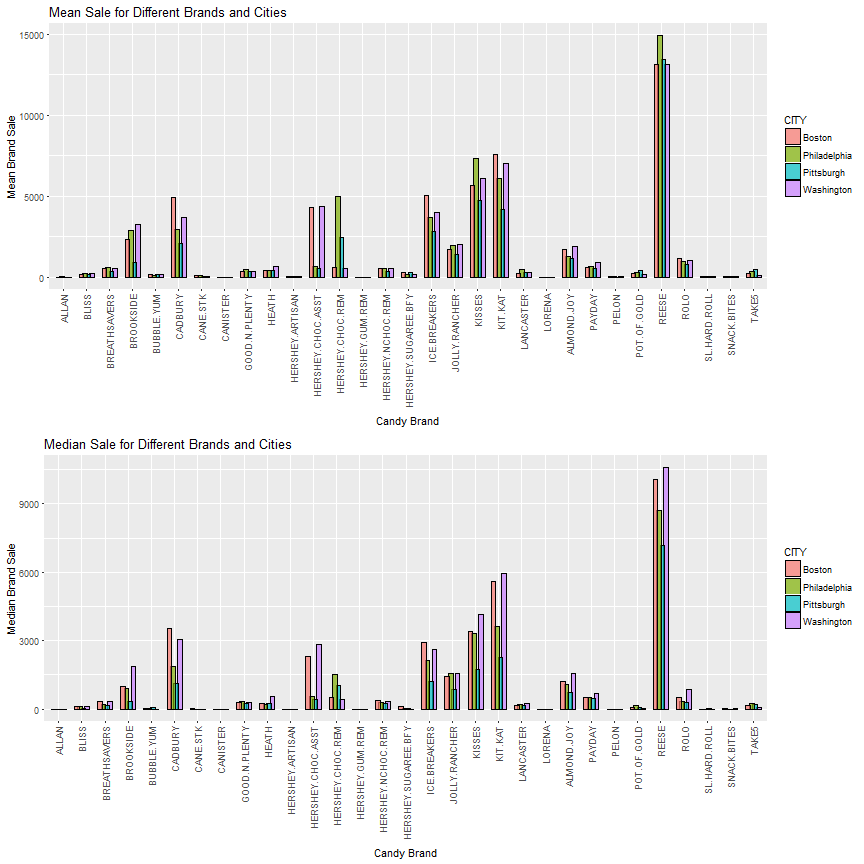 Mean Sale for Different Brands and Cities
15000
10000
5000
0
Mean Brand Sale
ALLAN
BLISS
BREATHSAVERS
BROOKSIDE
BUBBLE.YUM
CADBURY
CANE.STK
CANISTER
GOOD.N.PLENTY
HEATH
HERSHEY.ARTISAN
HERSHEY.CHOC.ASST
HERSHEY.CHOC.REM
HERSHEY.GUM.REM
HERSHEY.NCHOC.REM
HERSHEY.SUGAREE.BFY
ICE.BREAKERS
JOLLY.RANCHER
KISSES
KIT.KAT
LANCASTER
LORENA
ALMOND.JOY
PAYDAY
PELON
POT.OF.GOLD
REESE
ROLO
SL.HARD.ROLL
SNACK.BITES
TAKE5
Candy Brand
CITY
Boston
Philadelphia
Pittsburgh
Washington
Median Sale for Different Brands and Cities
9000
6000
3000
0
Median Brand Sale
ALLAN
BLISS
BREATHSAVERS
BROOKSIDE
BUBBLE.YUM
CADBURY
CANE.STK
CANISTER
GOOD.N.PLENTY
HEATH
HERSHEY.ARTISAN
HERSHEY.CHOC.ASST
HERSHEY.CHOC.REM
HERSHEY.GUM.REM
HERSHEY.NCHOC.REM
HERSHEY.SUGAREE.BFY
ICE.BREAKERS
JOLLY.RANCHER
KISSES
KIT.KAT
LANCASTER
LORENA
ALMOND.JOY
PAYDAY
PELON
POT.OF.GOLD
REESE
ROLO
SL.HARD.ROLL
SNACK.BITES
TAKE5
Candy Brand
CITY
Boston
Philadelphia
Pittsburgh
Washington